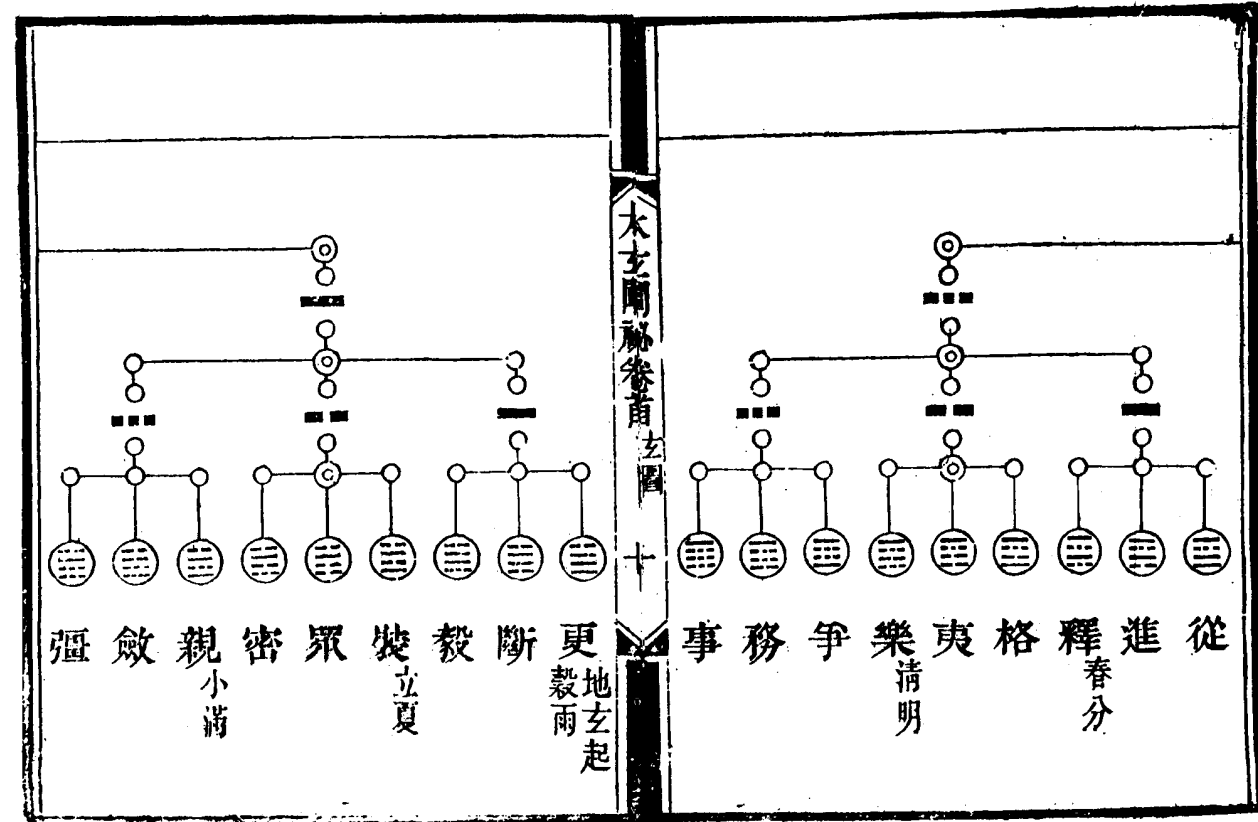 從
進
釋
春分
格
夷
樂
清明
爭
務
事
太玄闡祕卷首
玄圖
十
更
地玄起
穀雨
斷
毅
裝
立夏
眾
密
親
小滿
斂
彊